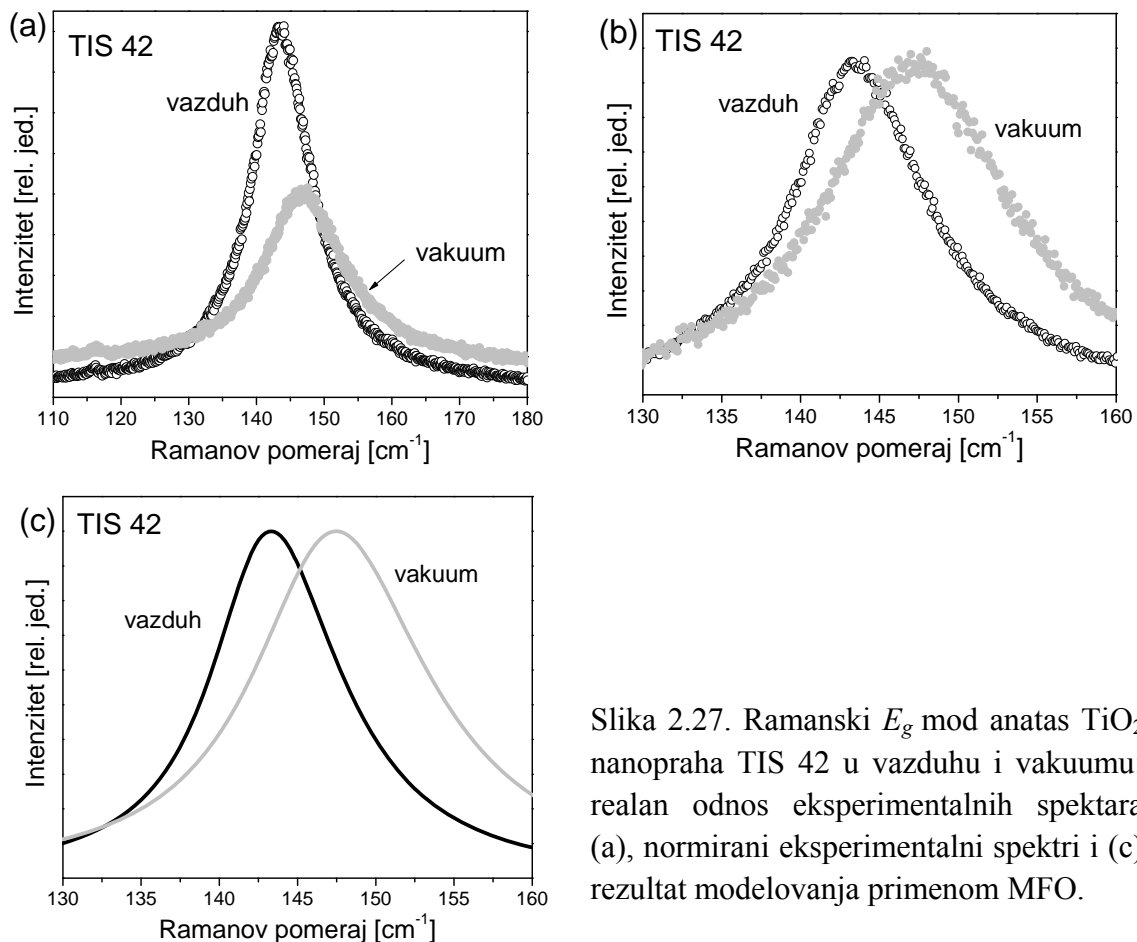 (a)
TIS 42
vazduh
vakuum
Intenzitet [rel. jed.]
110 120 130 140 150 160 170 180
Ramanov pomeraj [cm⁻¹]
(b)
TIS 42
vazduh
vakuum
Intenzitet [rel. jed.]
130 135 140 145 150 155 160
Ramanov pomeraj [cm⁻¹]
(c)
TIS 42
vazduh
vakuum
Intenzitet [rel. jed.]
130 135 140 145 150 155 160
Ramanov pomeraj [cm⁻¹]
Slika 2.27. Ramanski E_g mod anatas TiO₂
nanopraha TIS 42 u vazduhu i vakuumu:
realan odnos eksperimentalnih spektara
(a), normirani eksperimentalni spektri i (c)
rezultat modelovanja primenom MFO.